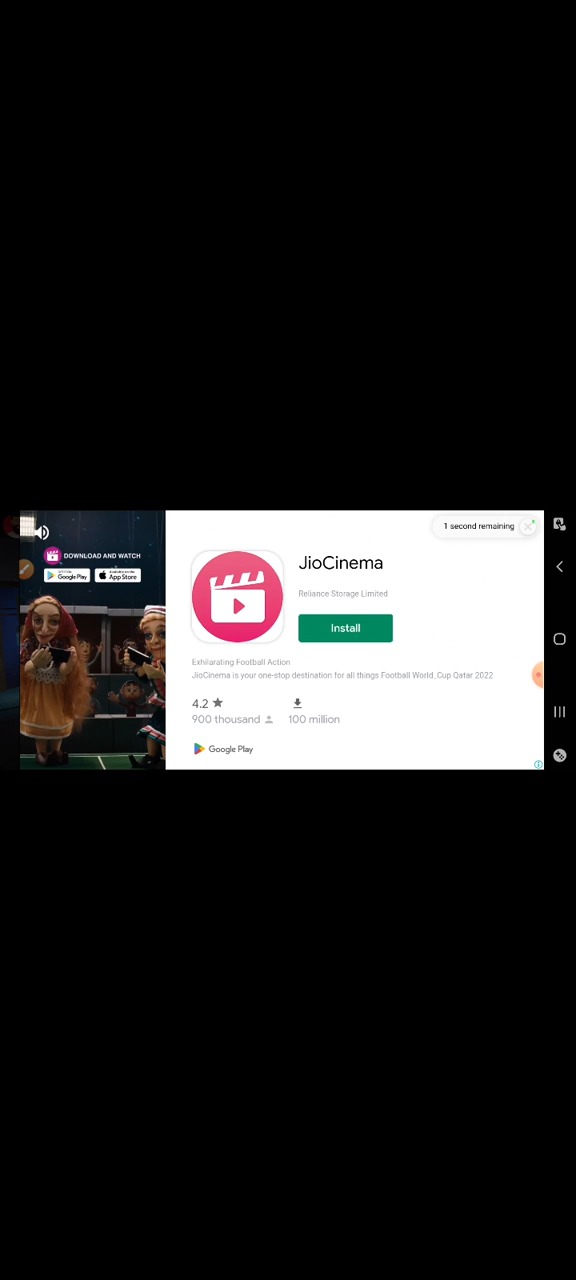 1 second remaining
DOWNLOAD AND WATCH
Google Play
App Store
JioCinema
Reliance Storage Limited
Install
Exhilarating Football Action
JioCinema is your one-stop destination for all things Football World_Cup Qatar 2022
4.2
900 thousand
100 million
Google Play